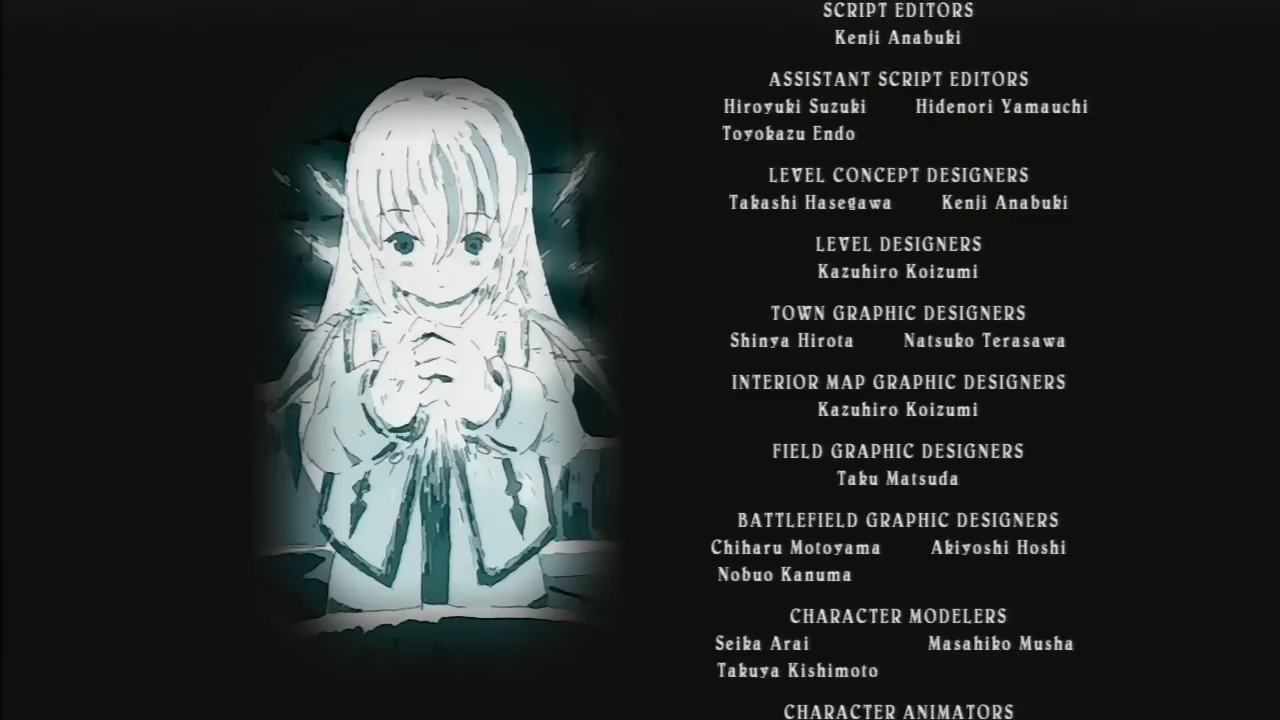 SCRIPT EDITORS
Kenji Anabuki
ASSISTANT SCRIPT EDITORS
Hiroyuki Suzuki Hidenori Yamauchi
Toyokazu Endo
LEVEL CONCEPT DESIGNERS
Takashi Hasegawa Kenji Anabuki
LEVEL DESIGNERS
Kazuhiro Koizumi
TOWN GRAPHIC DESIGNERS
Shinya Hirota Natsuko Terasawa
INTERIOR MAP GRAPHIC DESIGNERS
Kazuhiro Koizumi
FIELD GRAPHIC DESIGNERS
Taku Matsuda
BATTLEFIELD GRAPHIC DESIGNERS
Chiharu Motoyama Akiyoshi Hoshi
Nobuo Kanuma
CHARACTER MODELERS
Seika Arai Masahiko Musha
Takuya Kishimoto
CHARACTER ANIMATORS